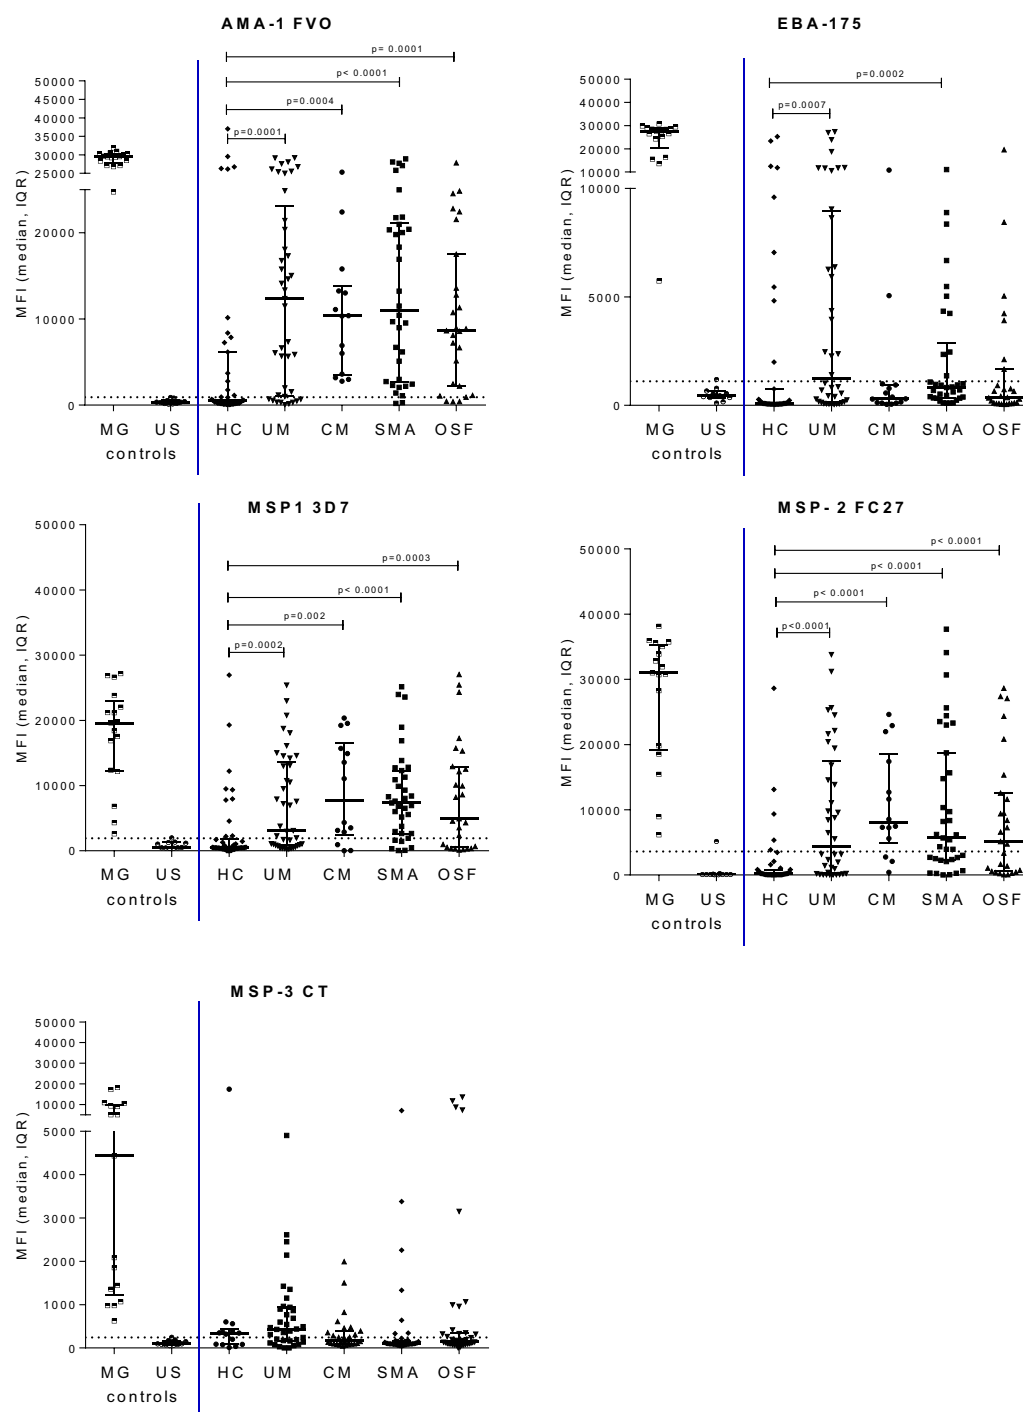 AMA-1 FVO
p= 0.0001
p< 0.0001
p=0.0004
p=0.0001
MFI (median, IQR)
50000
45000
40000
35000
30000
25000
20000
10000
0
MG US HC UM CM SMA OSF
controls
EBA-175
p=0.0002
p=0.0007
MFI (median, IQR)
50000
40000
30000
20000
10000
10000
5000
0
MG US HC UM CM SMA OSF
controls
MSP1 3D7
p=0.0003
p< 0.0001
p=0.002
p=0.0002
MFI (median, IQR)
50000
40000
30000
20000
10000
0
MG US HC UM CM SMA OSF
controls
MSP- 2 FC27
p< 0.0001
p< 0.0001
p< 0.0001
p<0.0001
MFI (median, IQR)
50000
40000
30000
20000
10000
0
MG US HC UM CM SMA OSF
controls
MSP-3 CT
MFI (median, IQR)
50000
40000
30000
20000
10000
5000
4000
3000
2000
1000
0
MG US HC UM CM SMA OSF
controls